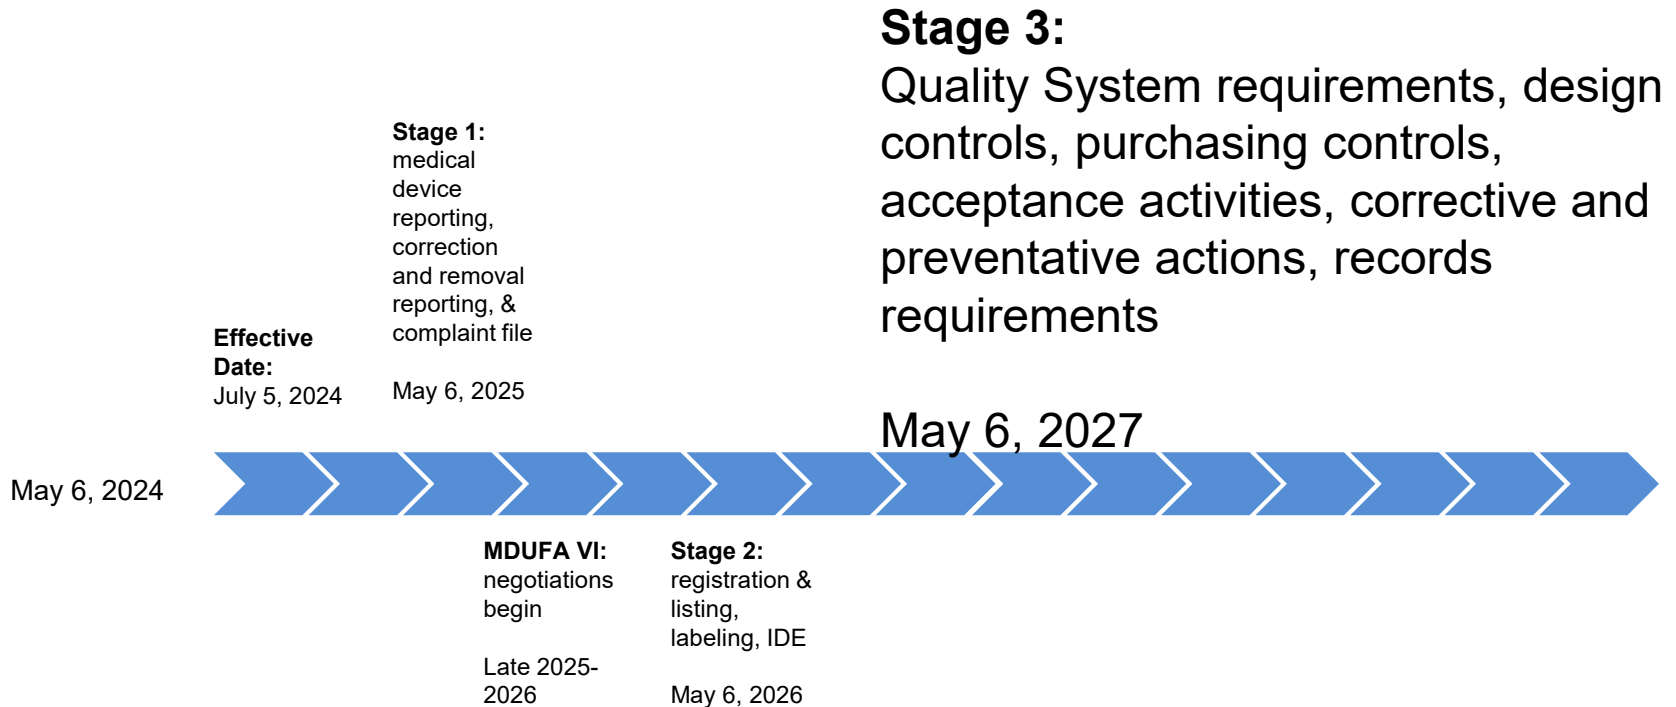 May 6, 2024
Effective
Date:
July 5, 2024
Stage 1:
medical
device
reporting,
correction
and removal
reporting, &
complaint file
May 6, 2025
MDUFA VI:
negotiations
begin
Late 2025-
2026
Stage 2:
registration &
listing,
labeling, IDE
May 6, 2026
Stage 3:
Quality System requirements, design
controls, purchasing controls,
acceptance activities, corrective and
preventative actions, records
requirements
May 6, 2027